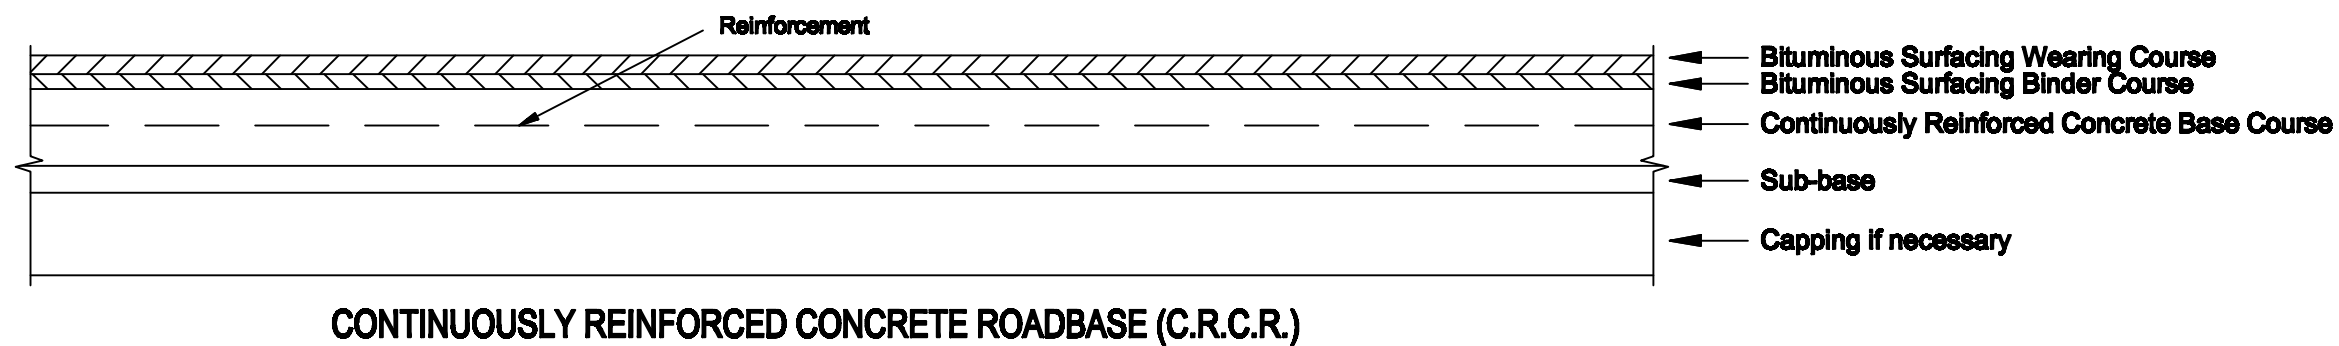 Reinforcement
Bituminous Surfacing Wearing Course
Bituminous Surfacing Binder Course
Continuously Reinforced Concrete Base Course
Sub-base
Capping if necessary
CONTINUOUSLY REINFORCED CONCRETE ROADBASE (C.R.C.R.)